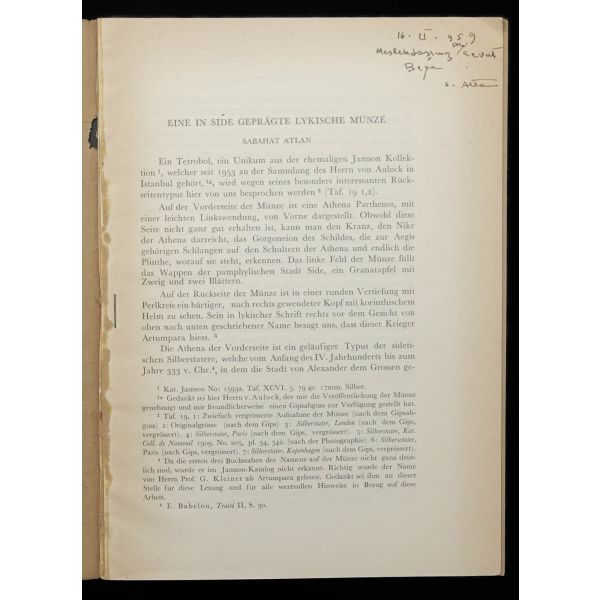 16. II. 959
Meslekdaşımız Cevat
Beye
S. Atlan
EINE IN SIDE GEPRÄGTE LYKISCHE MÜNZE
SABAHAT ATLAN
Ein Tetrobol, ein Unikum aus der ehemaligen Jamson Kollek-
tion ¹, welcher seit 1953 zu der Sammlung des Herrn von Aulock in
Istanbul gehört, ¹ᵃ, wird wegen seines besonders interessanten Rück-
seitentypus hier von uns besprochen werden ² (Taf. 19 1,2).
Auf der Vorderseite der Münze ist eine Athena Parthenos, mit
einer leichten Linkswendung, von Vorne dargestellt. Obwohl diese
Seite nicht ganz gut erhalten ist, kann man den Kranz, den Nike
der Athena darreicht, das Gorgoneion des Schildes, die zur Aegis
gehörigen Schlangen auf den Schultern der Athena und endlich die
Plinthe, worauf sie steht, erkennen. Das linke Feld der Münze füllt
das Wappen der pamphylischen Stadt Side, ein Granatapfel mit
Zweig und zwei Blättern.
Auf der Rückseite der Münze ist in einer runden Vertiefung mit
Perlkreis ein bärtiger, nach rechts gewendeter Kopf mit korinthischem
Helm zu sehen. Sein in lykischer Schrift rechts vor dem Gesicht von
oben nach unten geschriebener Name besagt uns, dass dieser Krieger
Artumpara hiess. ³
Die Athena der Vorderseite ist ein geläufiger Typus der sideti-
schen Silberstatere, welche vom Anfang des IV. Jahrhunderts bis zum
Jahre 333 v. Chr.⁴, in dem die Stadt von Alexander dem Grossen ge-
¹ Kat. Jamson No: 1593a. Taf. XCVI. 3. 79 gr. 17mm. Silber.
¹ᵃ Gedankt sei hier Herrn v. Aulock, der mir die Veröffentlichung der Münze
genehmigt und mir freundlicherweise einen Gipsabguss zur Verfügung gestellt hat.
² Taf. 19, 1: Zwiefach vergrösserte Aufnahme der Münze (nach dem Gipsab-
guss) 2: Originalgrösse (nach dem Gips) 3: Silberstater, London (nach dem Gips,
vergrössert). 4: Silberstater, Paris (nach dem Gips, vergrössert). 5: Silberstater, Kat.
Coll. de Nanteuil 1909. No. 205, pl. 34, 542. (nach der Photographie). 6: Silberstater,
Paris (nach dem Gips, vergrössert). 7: Silberstater, Kopenhagen (nach dem Gips, vergrössert).
³ Da die ersten drei Buchstaben des Namens auf der Münze nicht ganz deut-
lich sind, wurde er im Jamson-Katalog nicht erkannt. Richtig wurde der Name
von Herrn Prof. G. Kleiner als Artumpara gelesen. Gedankt sei ihm an dieser
Stelle für diese Lesung und für alle wertvollen Hinweise in Bezug auf diese
Arheit.
⁴ E. Babelon, Traité II, S. 30.